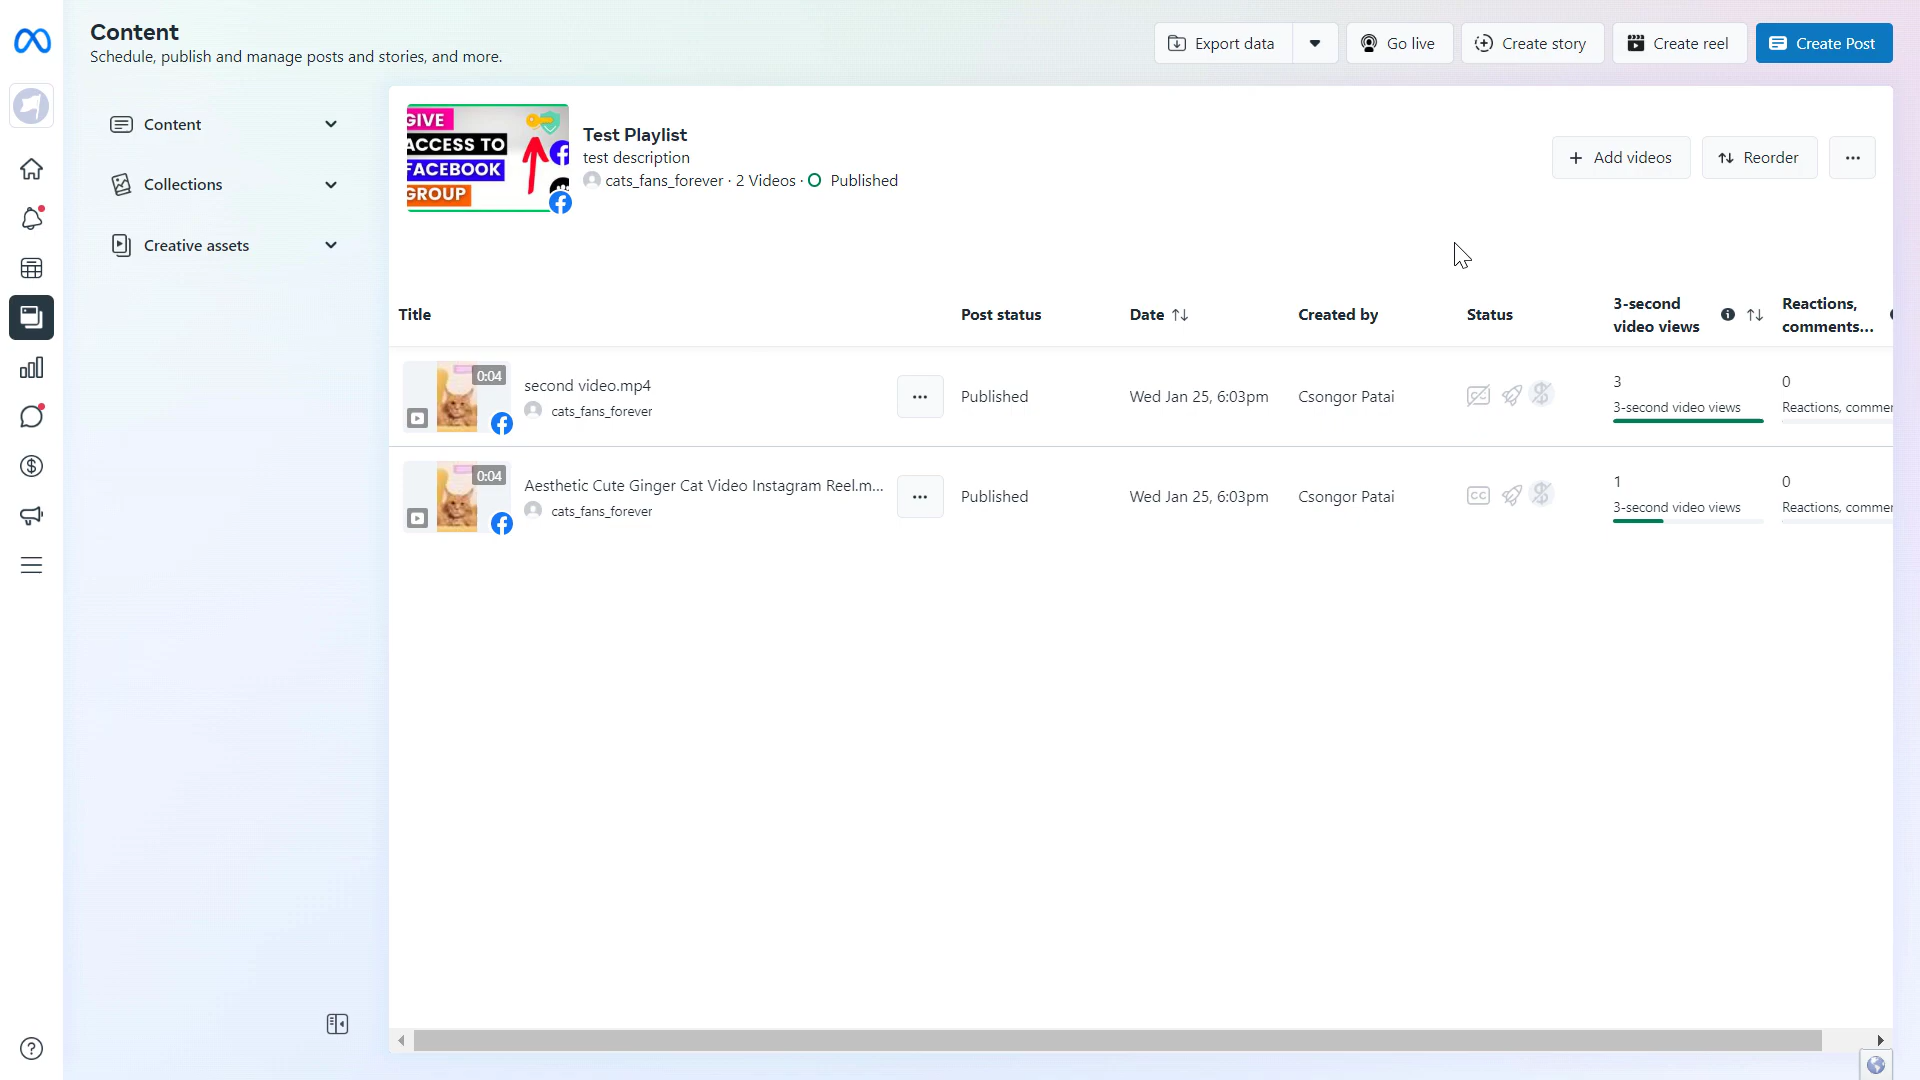 Content
Schedule, publish and manage posts and stories, and more.
Export data
Go live
Create story
Create reel
Create Post
Content
Collections
Creative assets
GIVE
ACCESS TO
FACEBOOK
GROUP
Test Playlist
test description
cats_fans_forever · 2 Videos · Published
+ Add videos
Reorder
...
Title
Post status
Date
Created by
Status
3-second
video views
Reactions,
comments...
0:04
second video.mp4
cats_fans_forever
...
Published
Wed Jan 25, 6:03pm
Csongor Patai
3
3-second video views
0
Reactions, commer
0:04
Aesthetic Cute Ginger Cat Video Instagram Reel.m...
cats_fans_forever
...
Published
Wed Jan 25, 6:03pm
Csongor Patai
CC
1
3-second video views
0
Reactions, commer